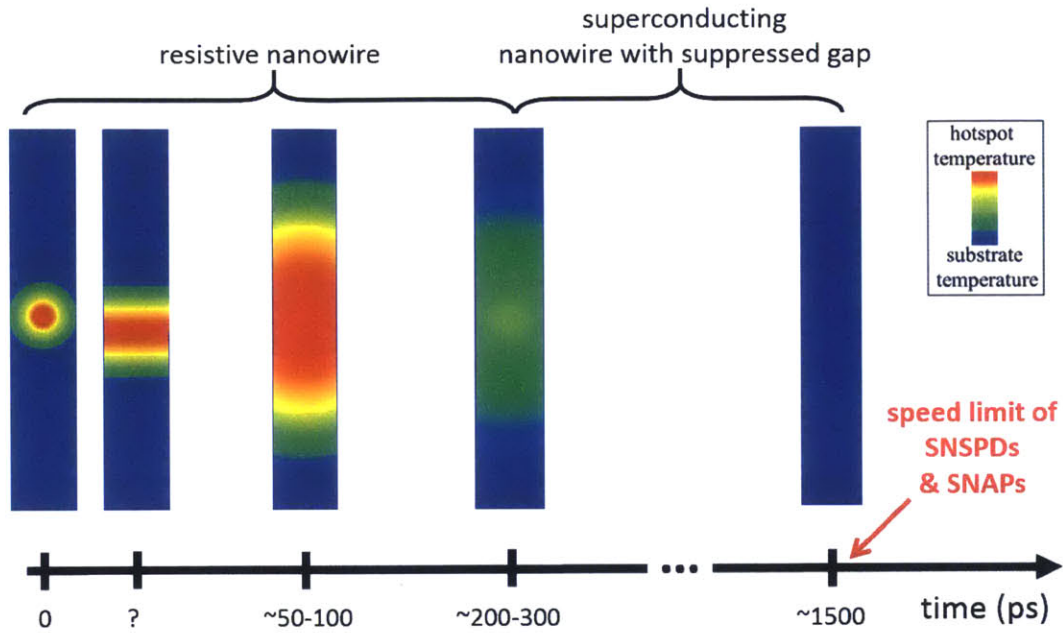 superconducting
resistive nanowire
nanowire with suppressed gap
hotspot
temperature
substrate
temperature
speed limit of
SNSPDs
& SNAPs
0
?
~50-100
~200-300
~1500
time (ps)